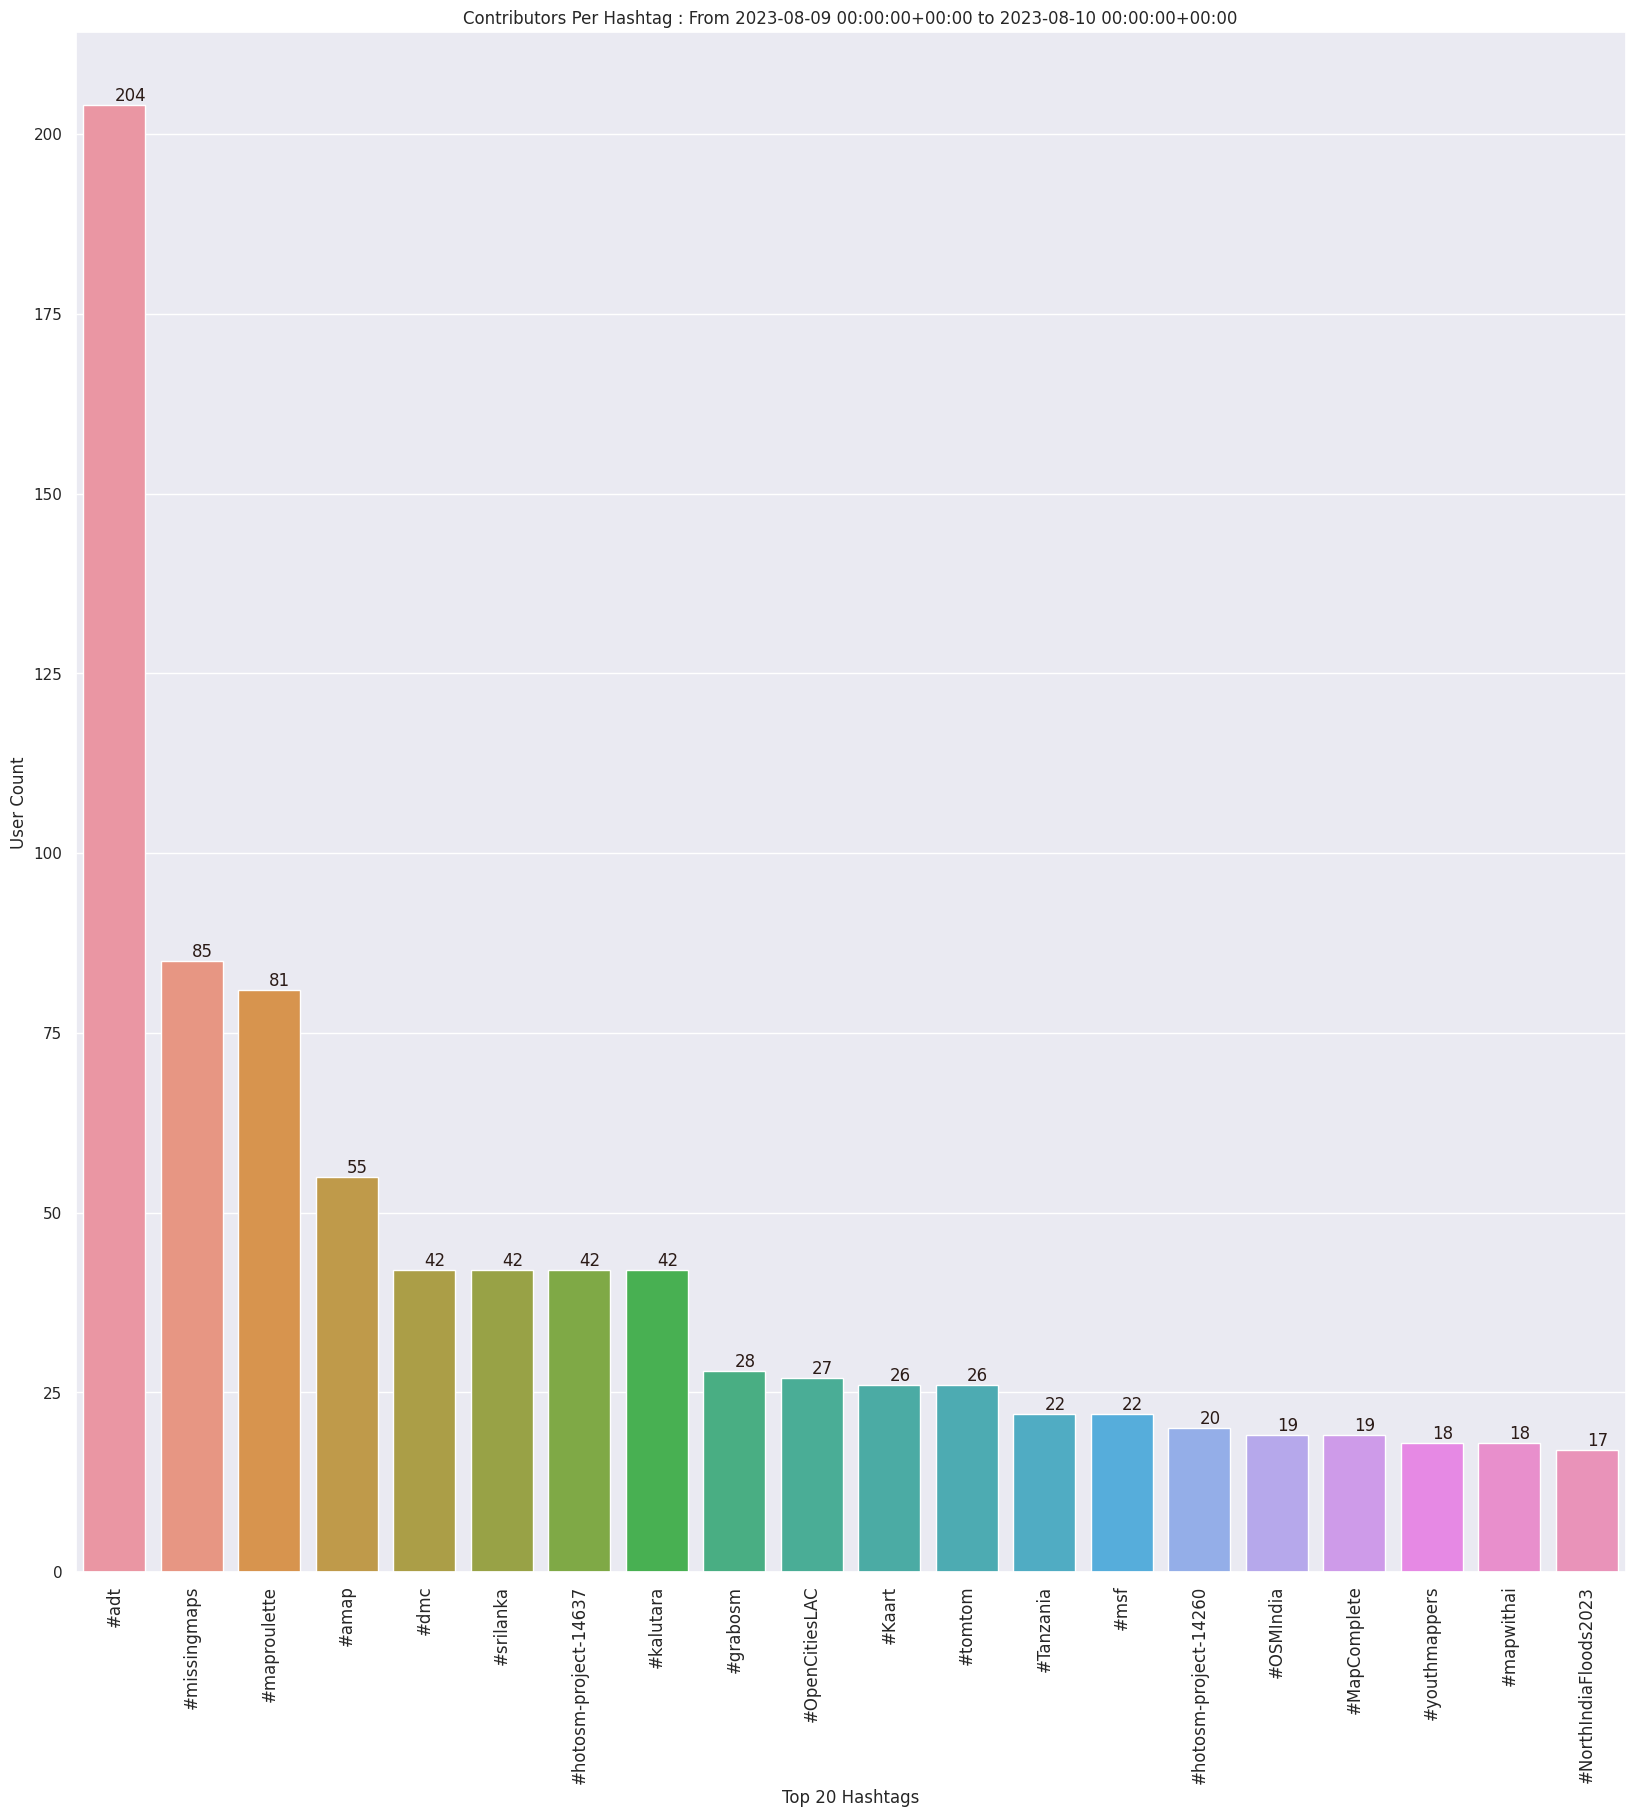 Contributors Per Hashtag : From 2023-08-09 00:00:00+00:00 to 2023-08-10 00:00:00+00:00
User Count
200
175
150
125
100
75
50
25
0
204
85
81
55
42
42
42
42
28
27
26
26
22
22
20
19
19
18
18
17
#adt
#missingmaps
#maproulette
#amap
#dmc
#srilanka
#hotosm-project-14637
#kalutara
#grabosm
#OpenCitiesLAC
#Kaart
#tomtom
#Tanzania
#msf
#hotosm-project-14260
#OSMIndia
#MapComplete
#youthmappers
#mapwithai
#NorthIndiaFloods2023
Top 20 Hashtags